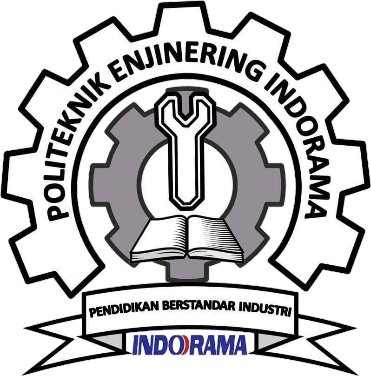 POLITEKNIK ENJINERING INDORAMA
PENDIDIKAN BERSTANDAR INDUSTRI
INDORAMA